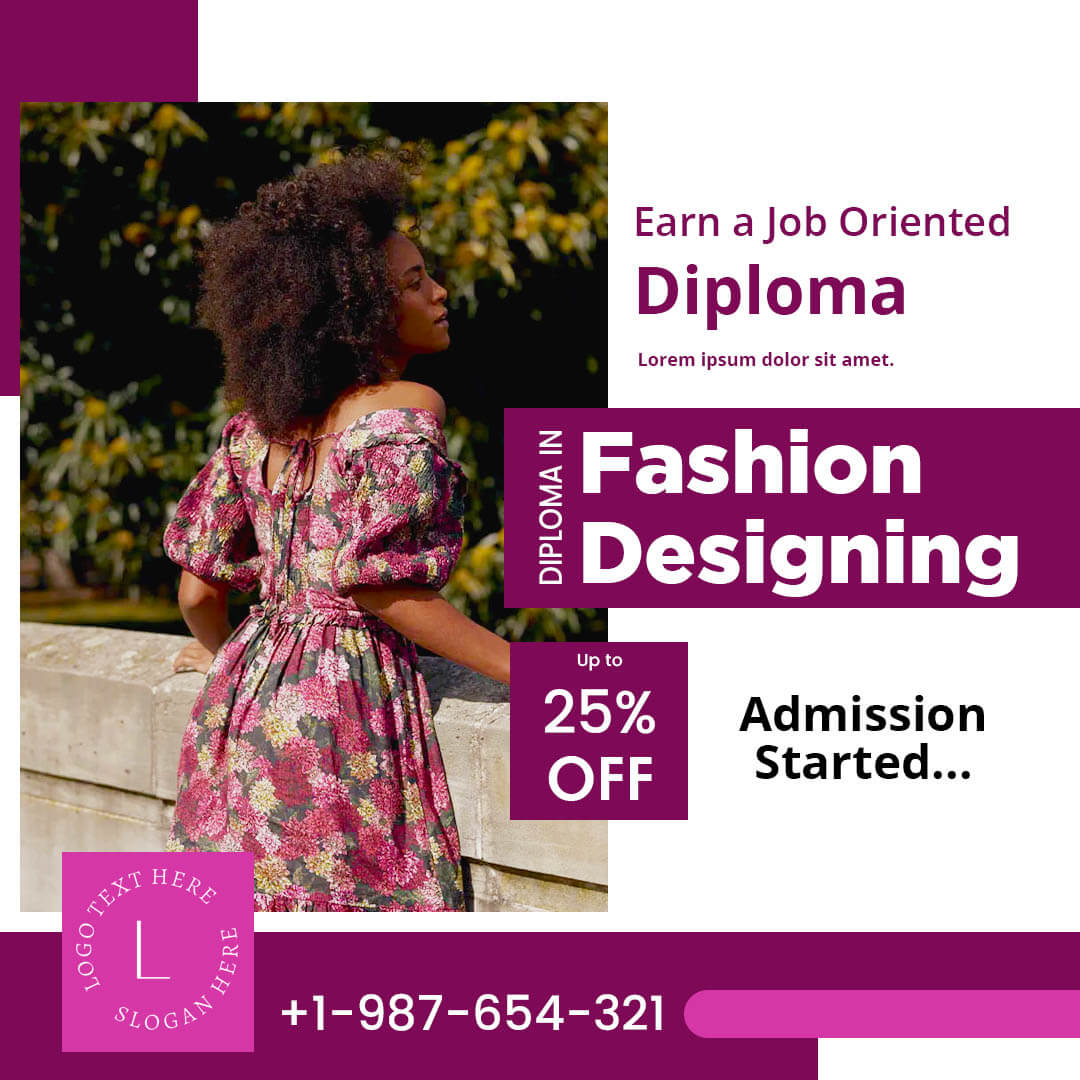 Earn a Job Oriented
Diploma
Lorem ipsum dolor sit amet.
DIPLOMA IN
Fashion
Designing
Up to
25%
OFF
Admission
Started...
LOGO TEXT HERE
L
SLOGAN HERE
+1-987-654-321